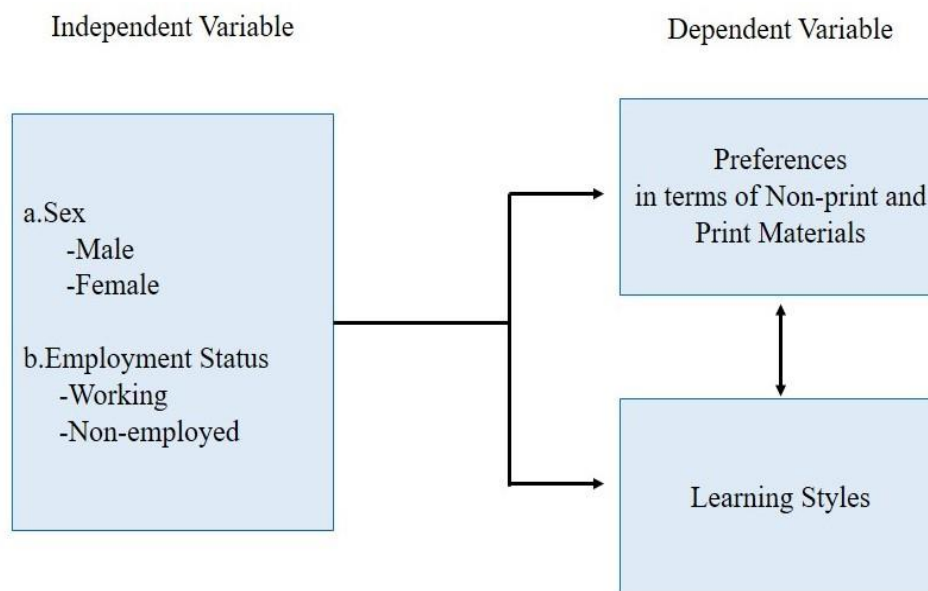 Independent Variable
Dependent Variable
a.Sex
-Male
-Female
b.Employment Status
-Working
-Non-employed
Preferences
in terms of Non-print and
Print Materials
Learning Styles